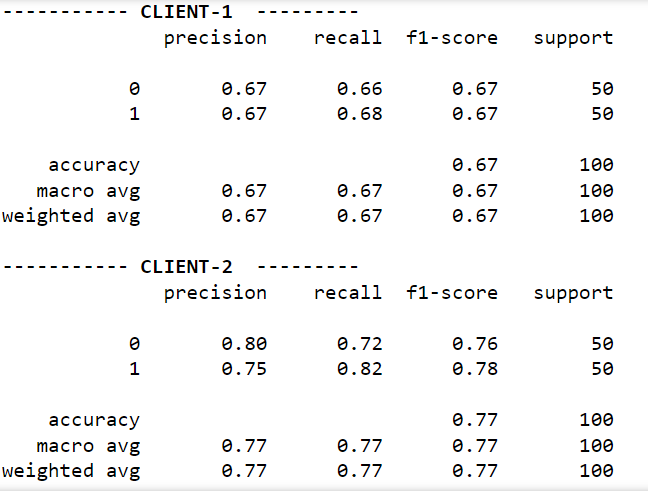 ----------- CLIENT-1 ---------
precision recall f1-score support
0 0.67 0.66 0.67 50
1 0.67 0.68 0.67 50
accuracy 0.67 100
macro avg 0.67 0.67 0.67 100
weighted avg 0.67 0.67 0.67 100
----------- CLIENT-2 ---------
precision recall f1-score support
0 0.80 0.72 0.76 50
1 0.75 0.82 0.78 50
accuracy 0.77 100
macro avg 0.77 0.77 0.77 100
weighted avg 0.77 0.77 0.77 100